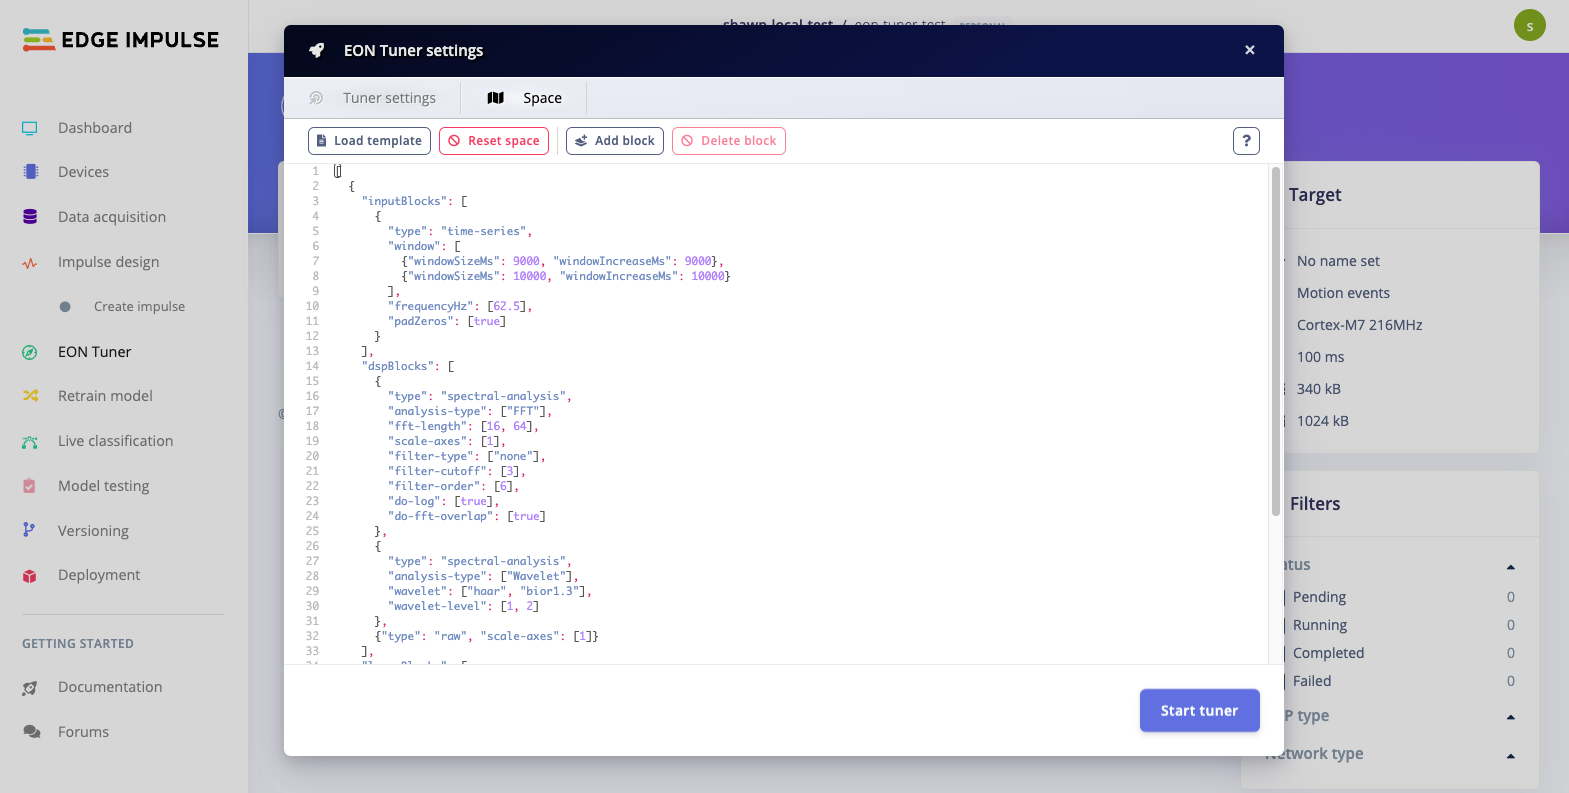 EDGE IMPULSE
Dashboard
Devices
Data acquisition
Impulse design
Create impulse
EON Tuner
Retrain model
Live classification
Model testing
Versioning
Deployment
GETTING STARTED
Documentation
Forums
shawn-local-test / eon-tuner-test PERSONAL
s
EON Tuner settings
Tuner settings
Space
Load template
Reset space
Add block
Delete block
?
1 [
2 {
3 "inputBlocks": [
4 {
5 "type": "time-series",
6 "window": [
7 {"windowSizeMs": 9000, "windowIncreaseMs": 9000},
8 {"windowSizeMs": 10000, "windowIncreaseMs": 10000}
9 ],
10 "frequencyHz": [62.5],
11 "padZeros": [true]
12 }
13 ],
14 "dspBlocks": [
15 {
16 "type": "spectral-analysis",
17 "analysis-type": ["FFT"],
18 "fft-length": [16, 64],
19 "scale-axes": [1],
20 "filter-type": ["none"],
21 "filter-cutoff": [3],
22 "filter-order": [6],
23 "do-log": [true],
24 "do-fft-overlap": [true]
25 },
26 {
27 "type": "spectral-analysis",
28 "analysis-type": ["Wavelet"],
29 "wavelet": ["haar", "bior1.3"],
30 "wavelet-level": [1, 2]
31 },
32 {"type": "raw", "scale-axes": [1]}
33 ],
Start tuner
Target
No name set
Motion events
Cortex-M7 216MHz
100 ms
340 kB
1024 kB
Filters
atus
Pending 0
Running 0
Completed 0
Failed 0
P type
Network type